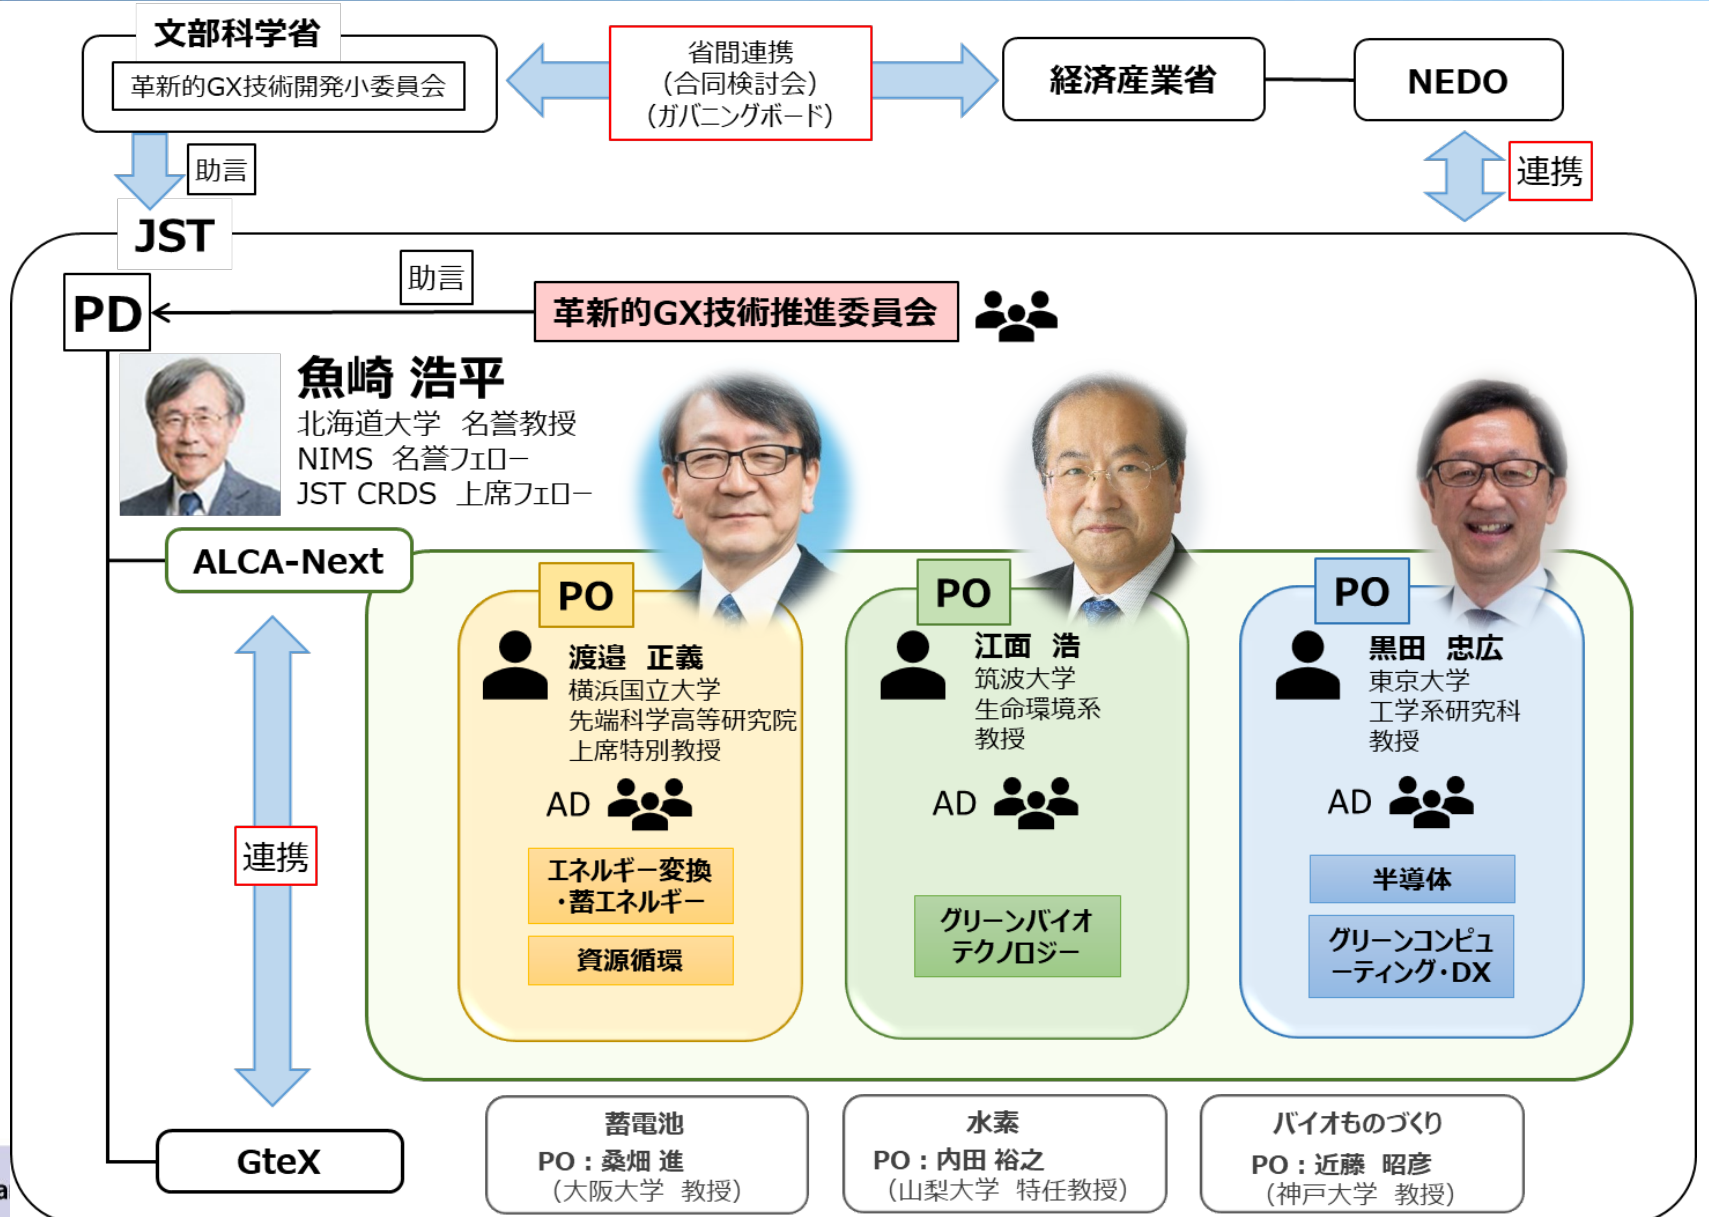 文部科学省
革新的GX技術開発小委員会
省間連携
(合同検討会)
(ガバニングボード)
経済産業省
NEDO
助言
連携
JST
PD
助言
革新的GX技術推進委員会
魚崎 浩平
北海道大学 名誉教授
NIMS 名誉フェロー
JST CRDS 上席フェロー
ALCA-Next
PO
渡邉 正義
横浜国立大学
先端科学高等研究院
上席特別教授
AD
エネルギー変換
・蓄エネルギー
資源循環
PO
江面 浩
筑波大学
生命環境系
教授
AD
グリーンバイオ
テクノロジー
PO
黒田 忠広
東京大学
工学系研究科
教授
AD
半導体
グリーンコンピュ
ーティング・DX
連携
GteX
蓄電池
PO：桑畑 進
（大阪大学 教授）
水素
PO：内田 裕之
（山梨大学 特任教授）
バイオものづくり
PO：近藤 昭彦
（神戸大学 教授）